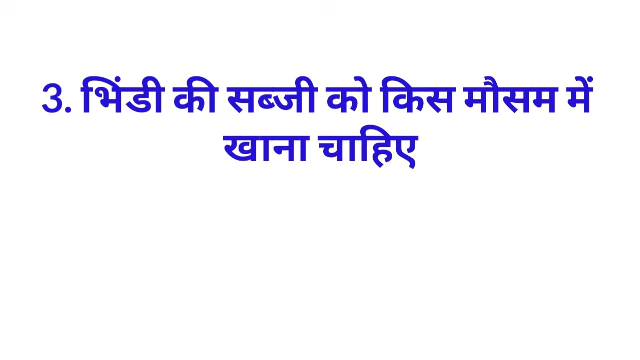 3. भिंडी की सब्जी को किस मौसम में
खाना चाहिए